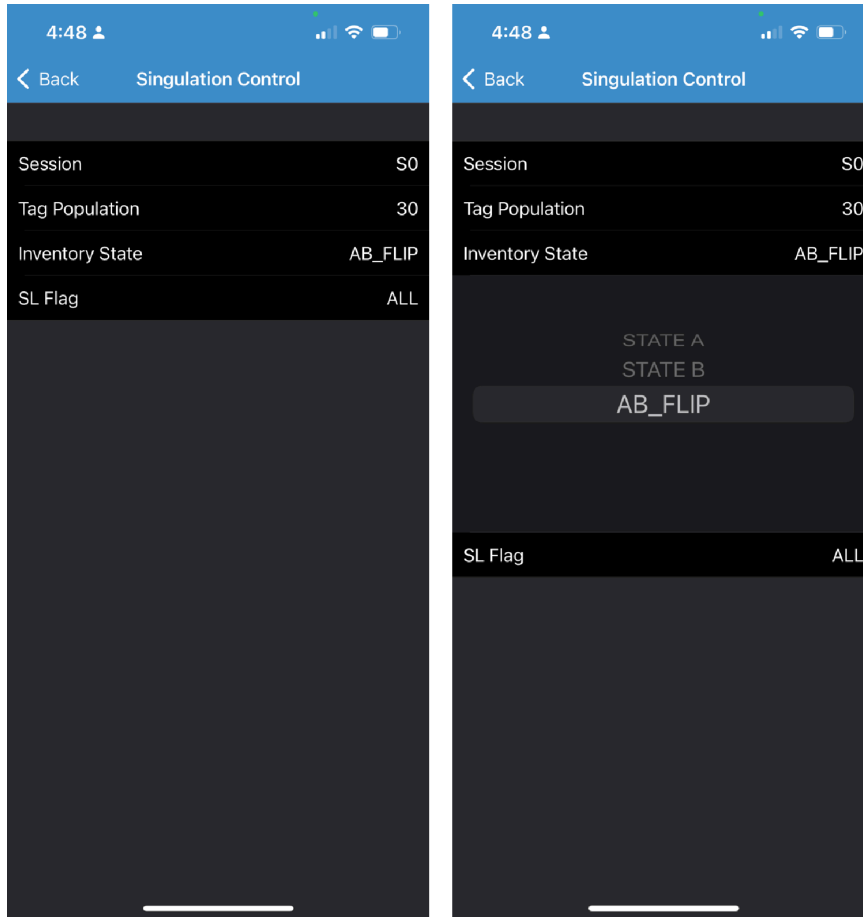 4:48
Back Singulation Control
Session S0
Tag Population 30
Inventory State AB_FLIP
SL Flag ALL
4:48
Back Singulation Control
Session S0
Tag Population 30
Inventory State AB_FLIP
STATE A
STATE B
AB_FLIP
SL Flag ALL